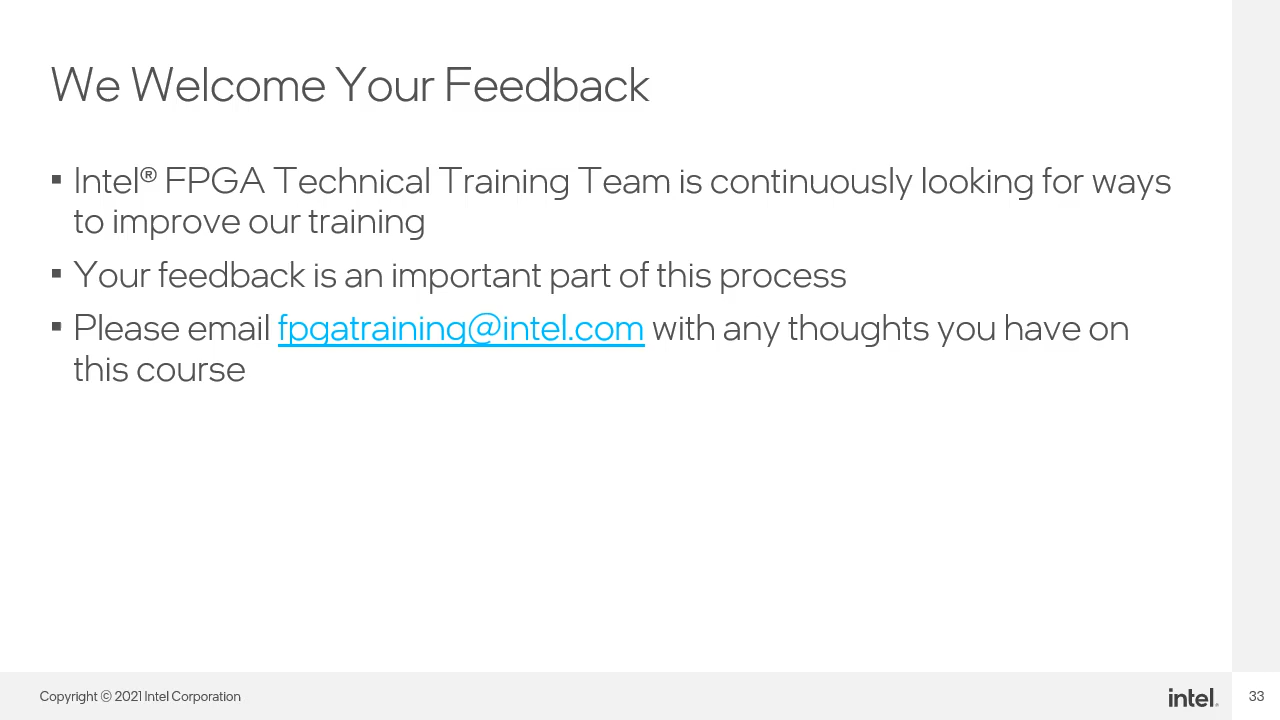 We Welcome Your Feedback
▪ Intel® FPGA Technical Training Team is continuously looking for ways
to improve our training
▪ Your feedback is an important part of this process
▪ Please email fpgatraining@intel.com with any thoughts you have on
this course
Copyright © 2021 Intel Corporation
intel.
33